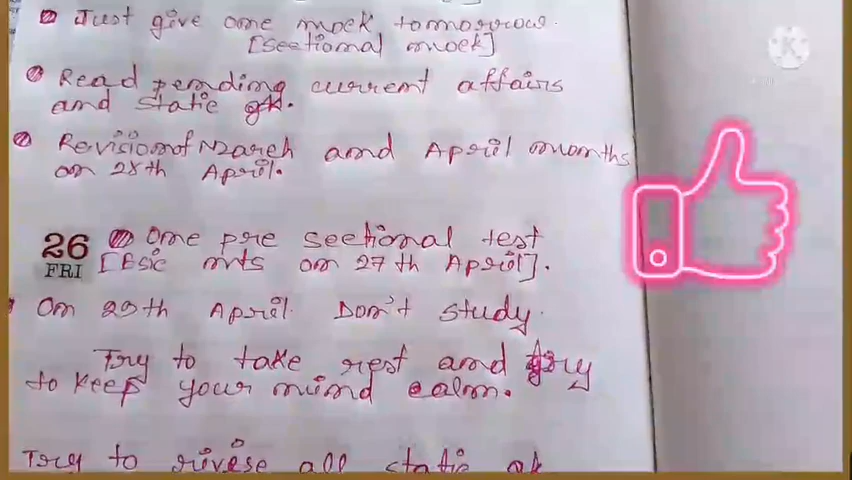 Just give one mock tomorrow.
[sectional mock]
Read pending current affairs
and static gk.
Revision of March and April months
on 28th April.
26 One pre sectional test
FRI [Esic mts on 27th April].
On 29th April. Don't study.
Try to take rest and try
to keep your mind calm.
Try to rivise all static gk
K